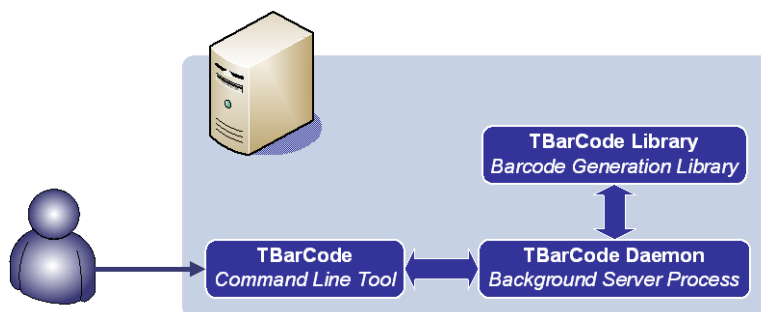 TBarCode Library
Barcode Generation Library
TBarCode
Command Line Tool
TBarCode Daemon
Background Server Process